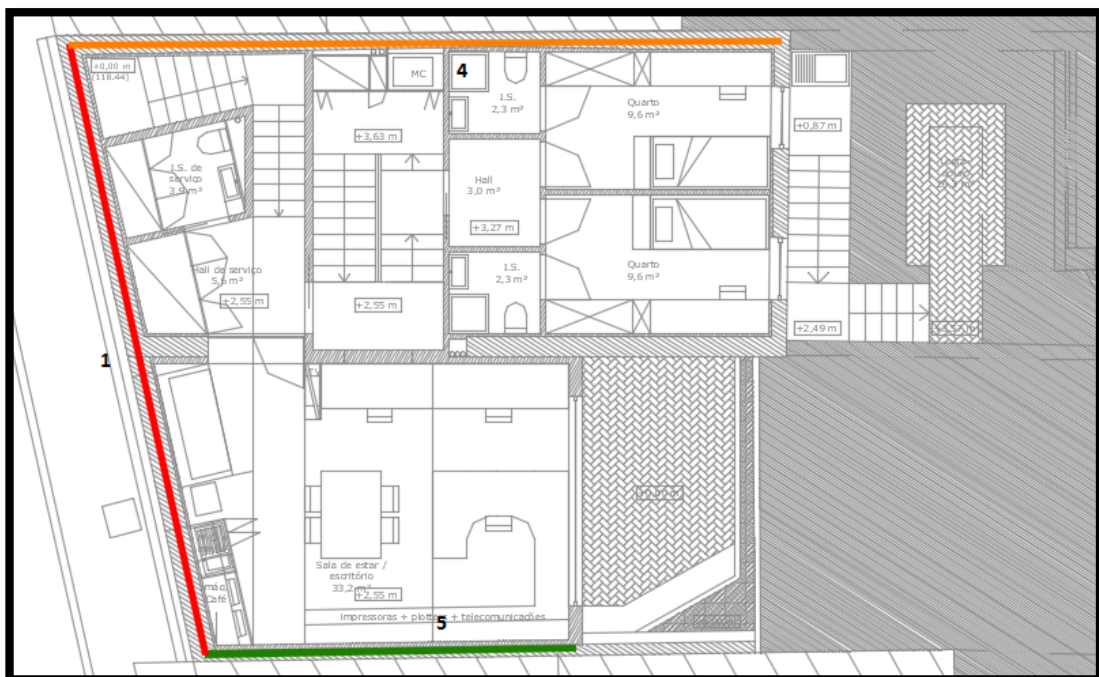 4
+0,00 m
(118.44)
MC
I.S.
2,3 m²
Quarto
9,6 m²
+0,87 m
+3,63 m
I.S. de
serviço
3,9 m²
Hall
3,0 m²
+3,27 m
Quarto
9,6 m²
I.S.
2,3 m²
Hall de serviço
5,6 m²
+2,55 m
+2,55 m
+2,49 m
1
Sala de estar /
escritório
33,2 m²
+2,55 m
Café
5